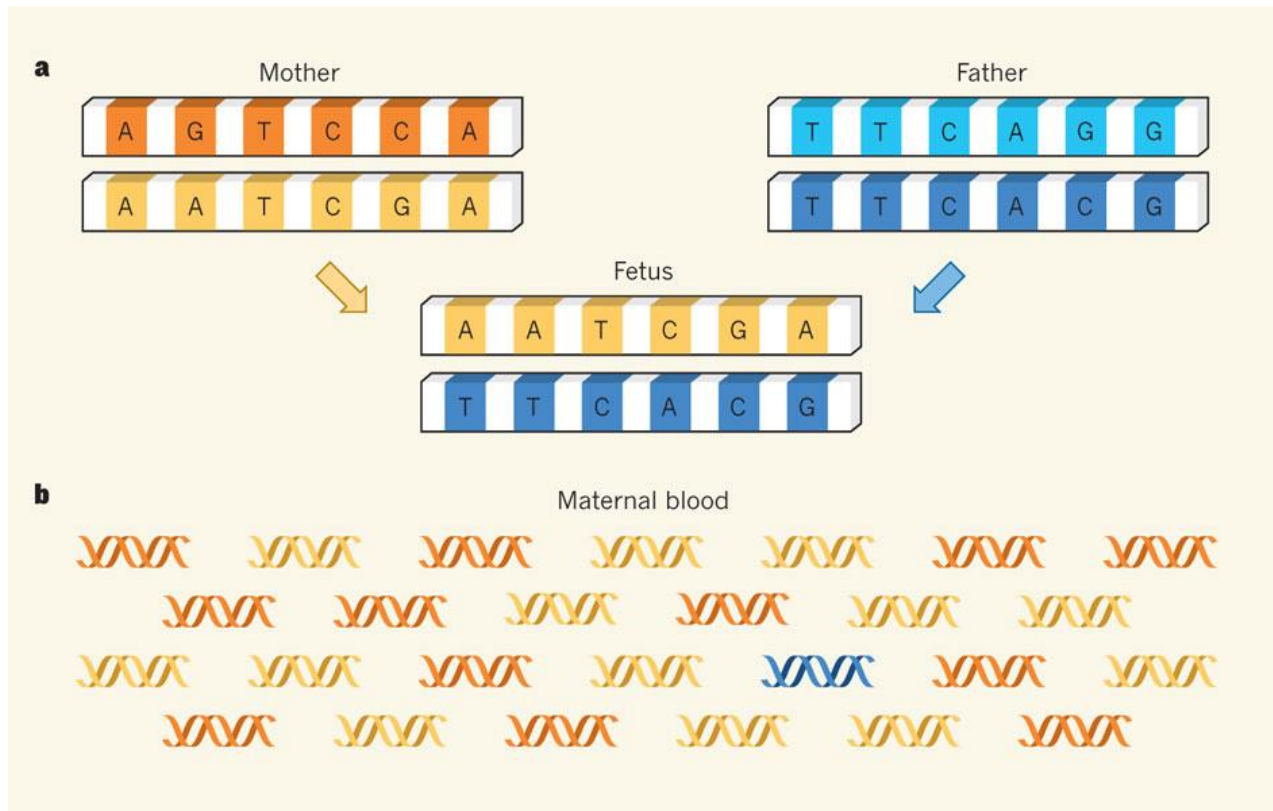 a
Mother
Father
A G T C C A
T T C A G G
A A T C G A
T T C A C G
Fetus
A A T C G A
T T C A C G
b
Maternal blood